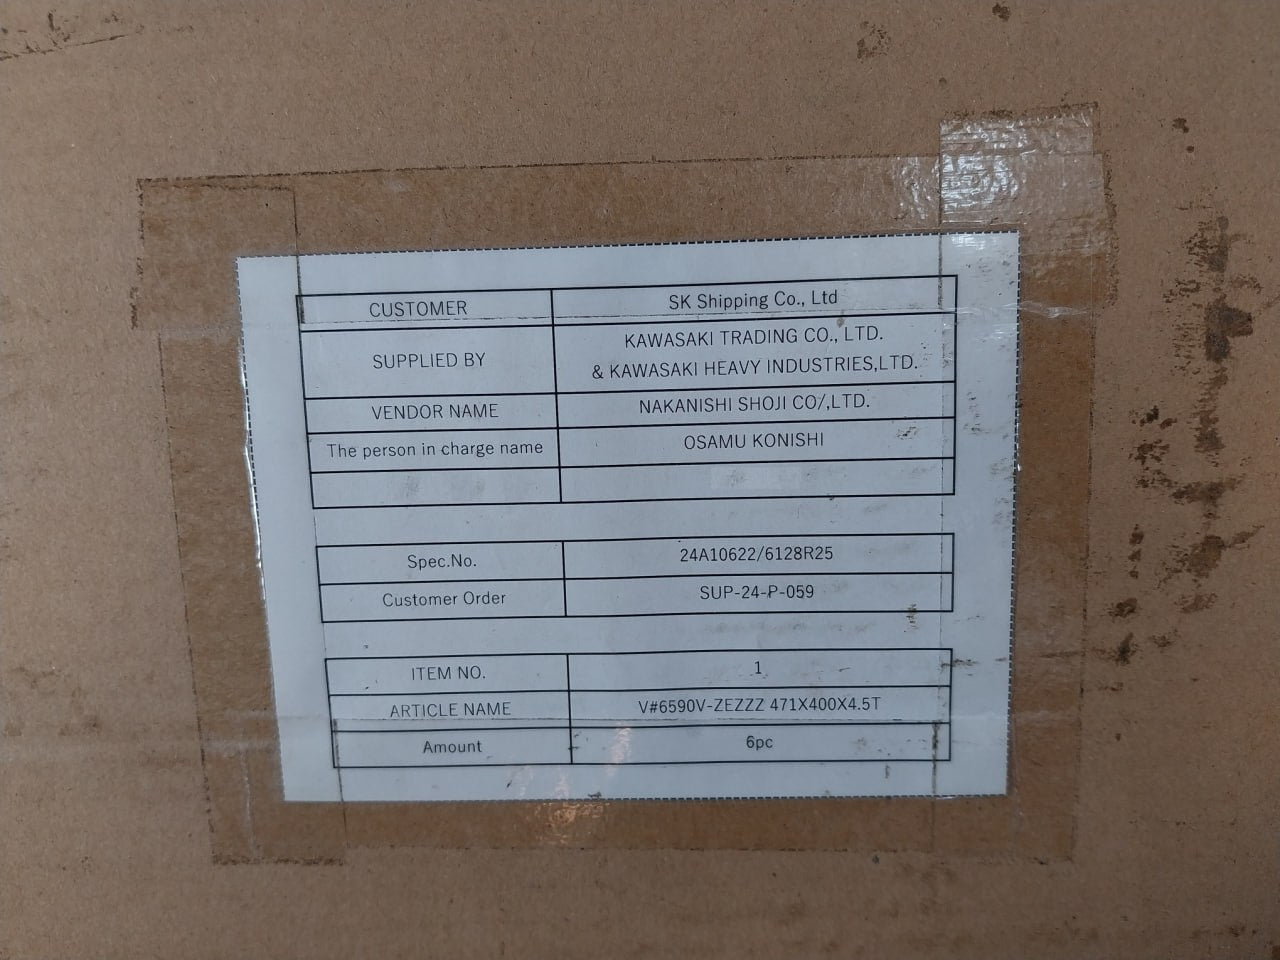 CUSTOMER SK Shipping Co., Ltd
SUPPLIED BY KAWASAKI TRADING CO., LTD.
& KAWASAKI HEAVY INDUSTRIES,LTD.
VENDOR NAME NAKANISHI SHOJI CO/,LTD.
The person in charge name OSAMU KONISHI
Spec.No. 24A10622/6128R25
Customer Order SUP-24-P-059
ITEM NO. 1
ARTICLE NAME V#6590V-ZEZZZ 471X400X4.5T
Amount 6pc